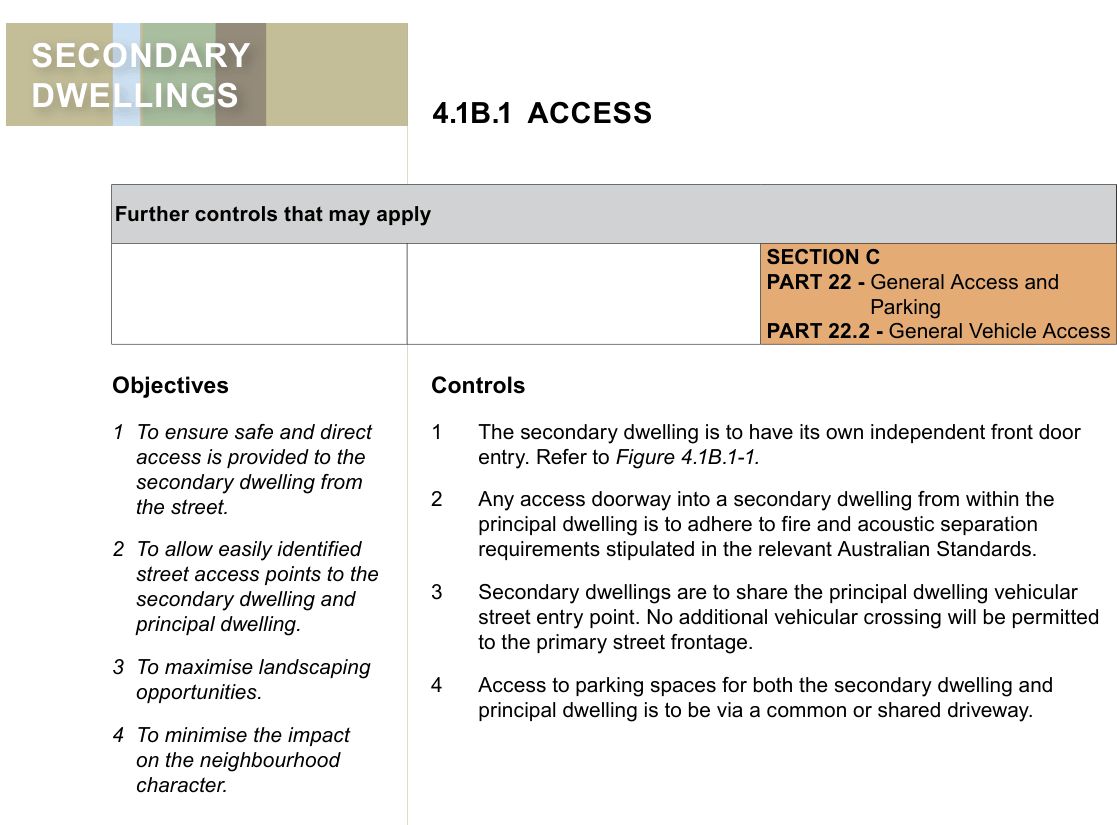 SECONDARY
DWELLINGS
4.1B.1 ACCESS
Further controls that may apply
SECTION C
PART 22 - General Access and
Parking
PART 22.2 - General Vehicle Access
Objectives
1 To ensure safe and direct
access is provided to the
secondary dwelling from
the street.
2 To allow easily identified
street access points to the
secondary dwelling and
principal dwelling.
3 To maximise landscaping
opportunities.
4 To minimise the impact
on the neighbourhood
character.
Controls
1 The secondary dwelling is to have its own independent front door
entry. Refer to Figure 4.1B.1-1.
2 Any access doorway into a secondary dwelling from within the
principal dwelling is to adhere to fire and acoustic separation
requirements stipulated in the relevant Australian Standards.
3 Secondary dwellings are to share the principal dwelling vehicular
street entry point. No additional vehicular crossing will be permitted
to the primary street frontage.
4 Access to parking spaces for both the secondary dwelling and
principal dwelling is to be via a common or shared driveway.